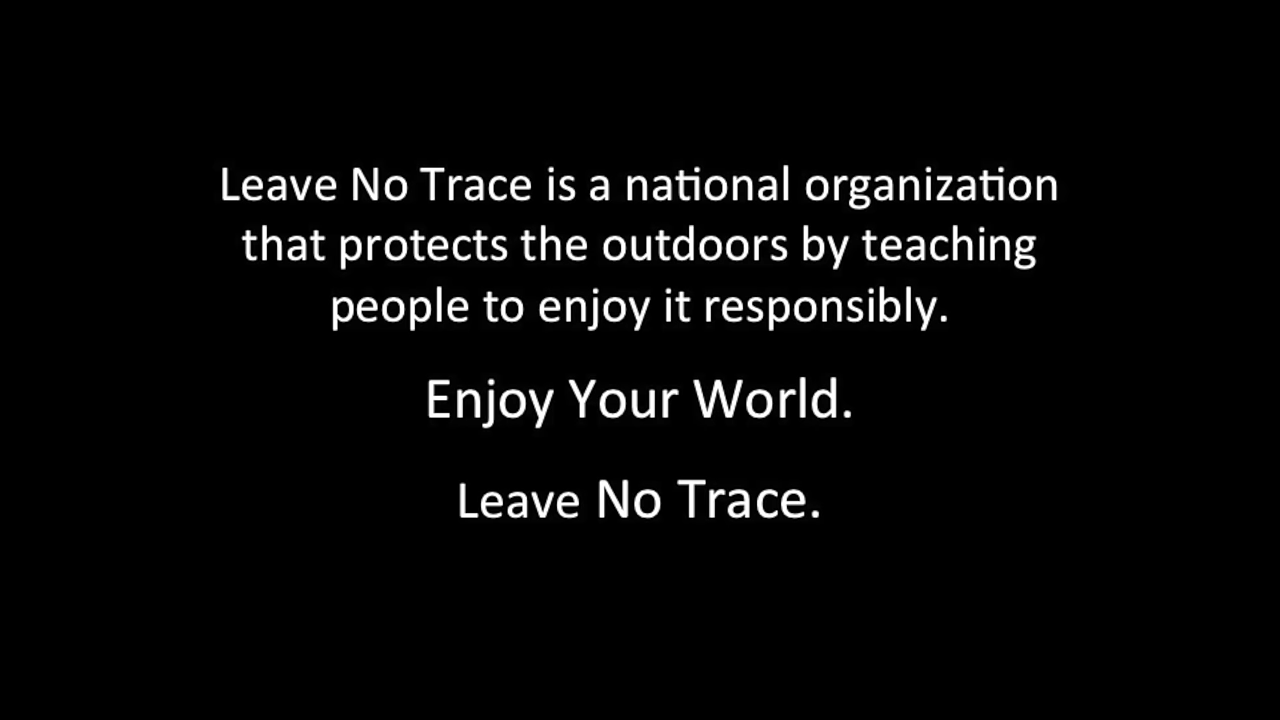 Leave No Trace is a national organization
that protects the outdoors by teaching
people to enjoy it responsibly.
Enjoy Your World.
Leave No Trace.